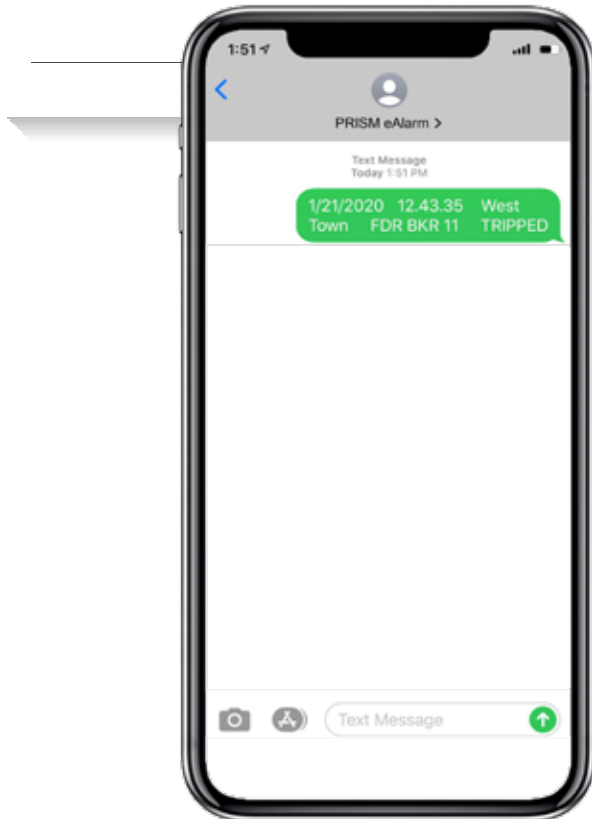 1:51
PRISM eAlarm >
Text Message
Today 1:51 PM
1/21/2020 12.43.35 West
Town FDR BKR 11 TRIPPED
Text Message